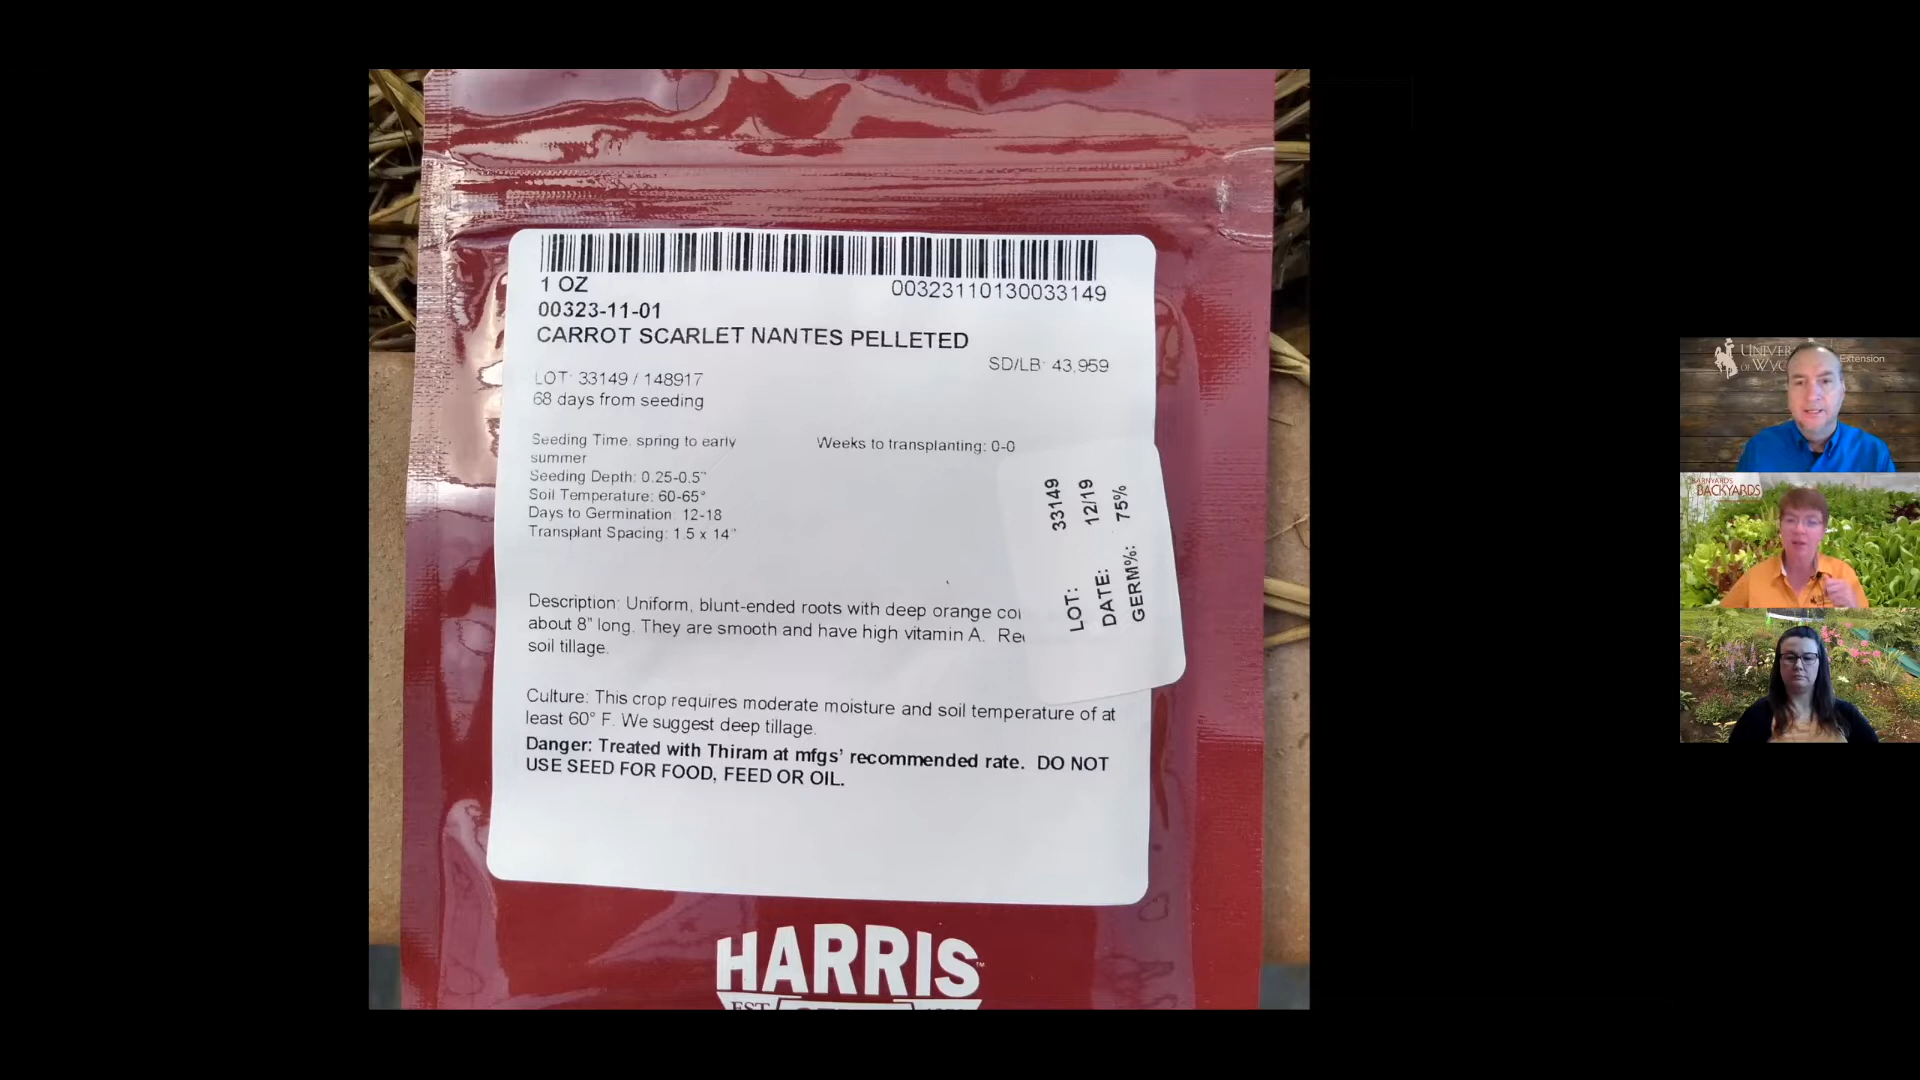 1 OZ
00323110130033149
00323-11-01
CARROT SCARLET NANTES PELLETED
SD/LB: 43,959
LOT: 33149 / 148917
68 days from seeding
Seeding Time: spring to early
summer
Weeks to transplanting: 0-0
Seeding Depth: 0.25-0.5"
Soil Temperature: 60-65°
Days to Germination: 12-18
Transplant Spacing: 1.5 x 14"
LOT: 33149
DATE: 12/19
GERM%: 75%
Description: Uniform, blunt-ended roots with deep orange
about 8" long. They are smooth and have high vitamin A.
soil tillage.
Culture: This crop requires moderate moisture and soil temperature of at
least 60° F. We suggest deep tillage.
Danger: Treated with Thiram at mfgs' recommended rate. DO NOT
USE SEED FOR FOOD, FEED OR OIL.
HARRIS
EST
Extension
BARNYARDS
BACKYARDS